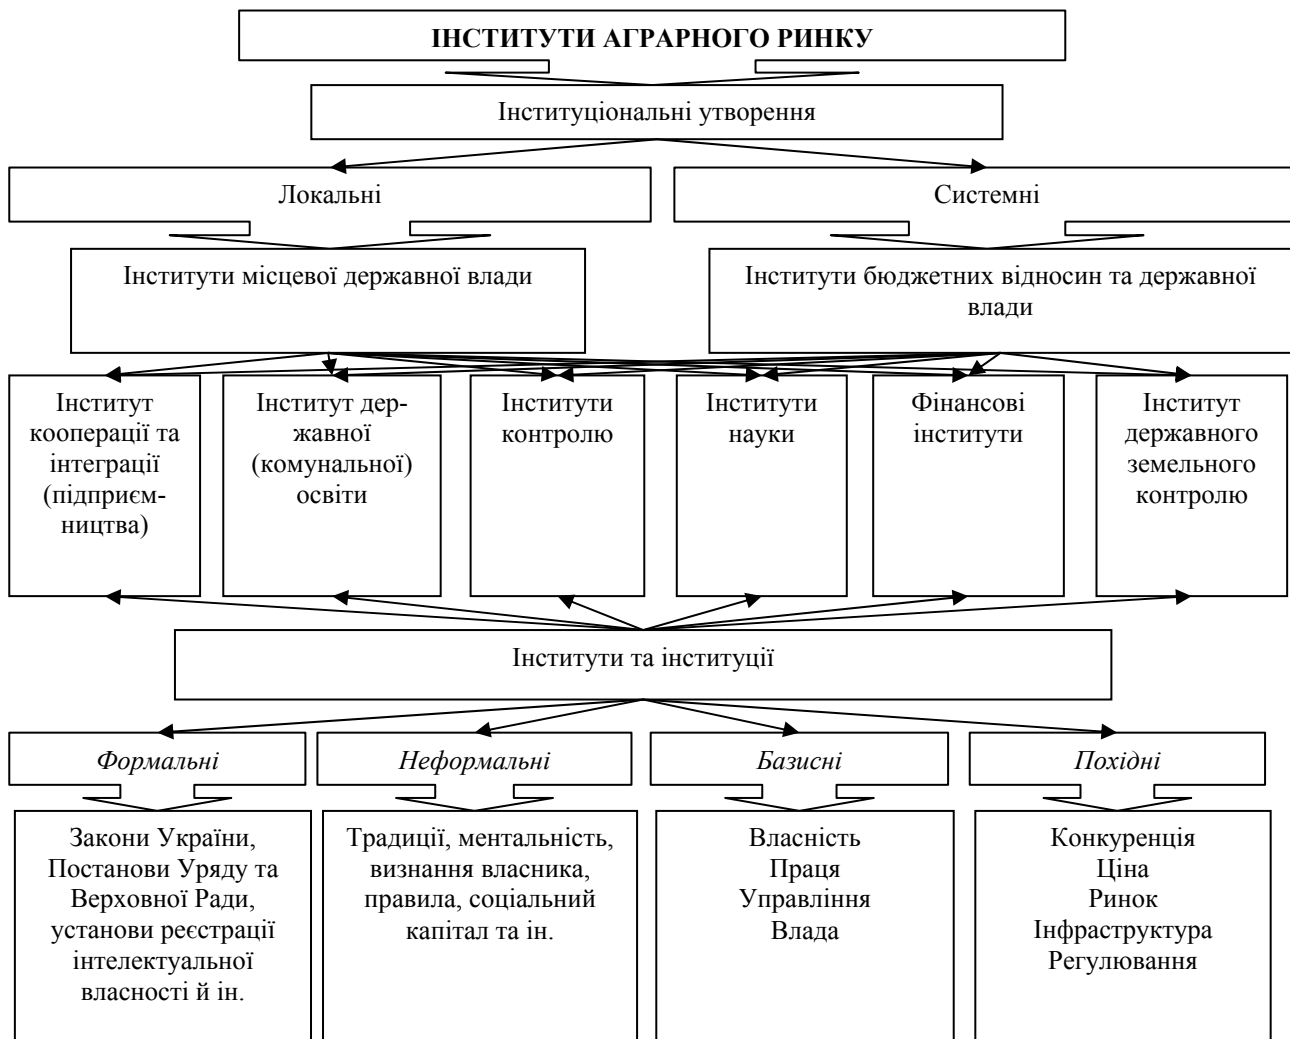 ІНСТИТУТИ АГРАРНОГО РИНКУ
Інституціональні утворення
Локальні
Системні
Інститути місцевої державної влади
Інститути бюджетних відносин та державної
влади
Інститут
кооперації та
інтеграції
(підприєм-
ництва)
Інститут дер-
жавної
(комунальної)
освіти
Інститути
контролю
Інститути
науки
Фінансові
інститути
Інститут
державного
земельного
контролю
Інститути та інституції
Формальні
Неформальні
Базисні
Похідні
Закони України,
Постанови Уряду та
Верховної Ради,
установи реєстрації
інтелектуальної
власності й ін.
Традиції, ментальність,
визнання власника,
правила, соціальний
капітал та ін.
Власність
Праця
Управління
Влада
Конкуренція
Ціна
Ринок
Інфраструктура
Регулювання